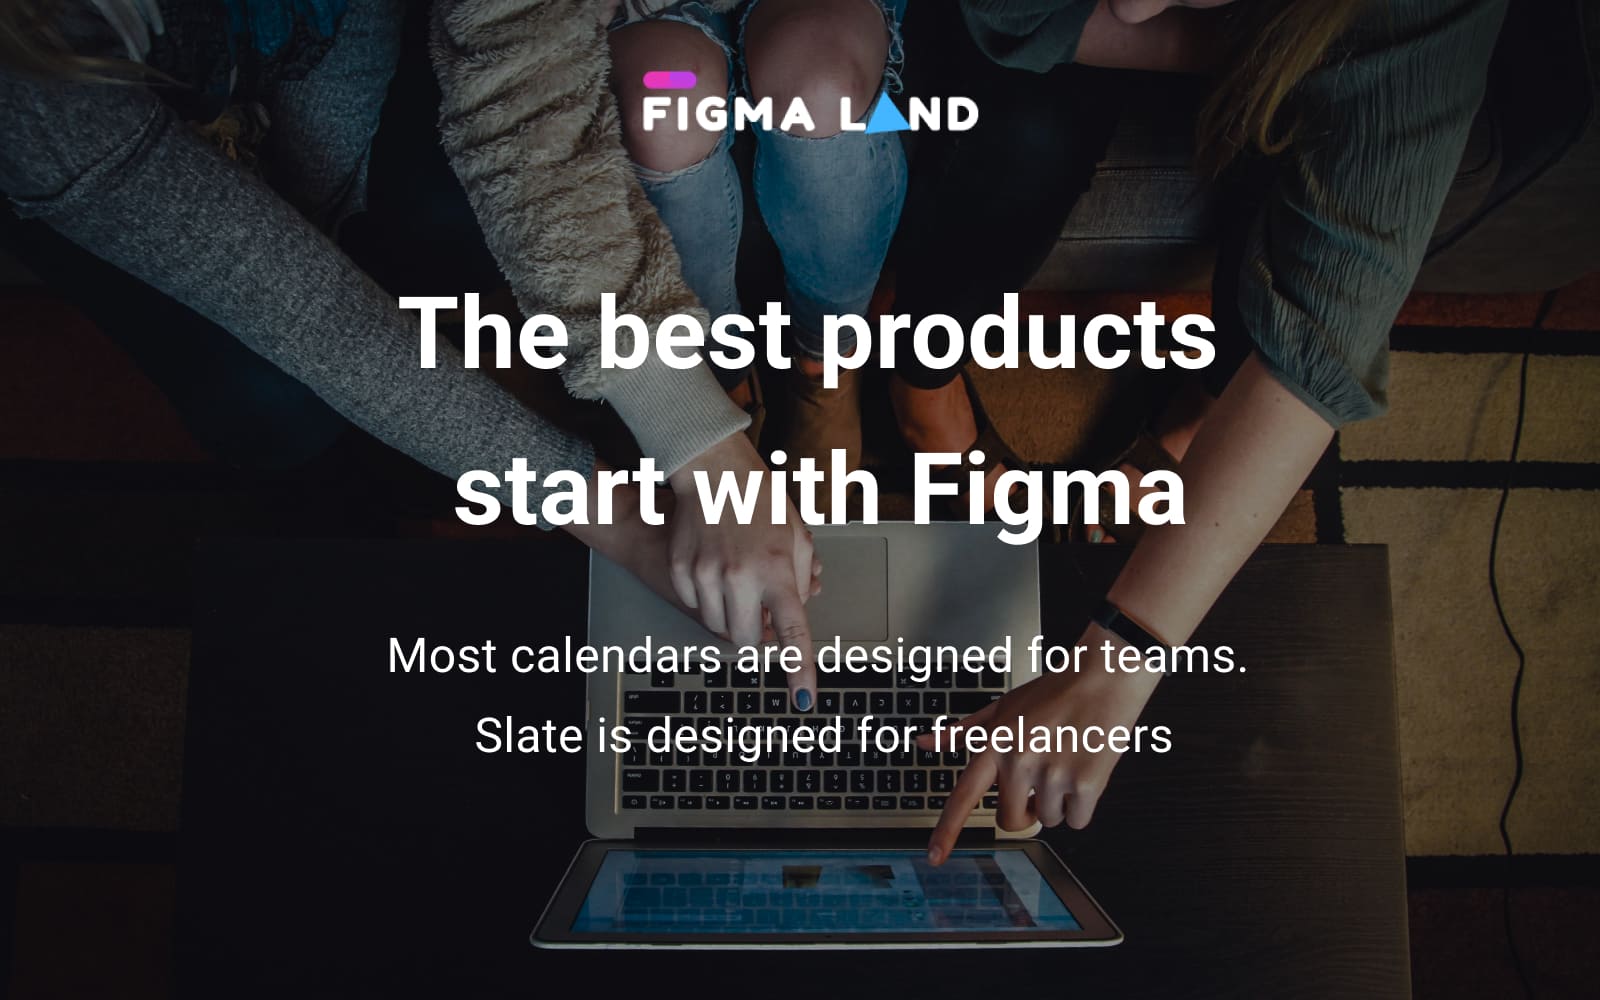 FIGMA LAND
The best products
start with Figma
Most calendars are designed for teams.
Slate is designed for freelancers